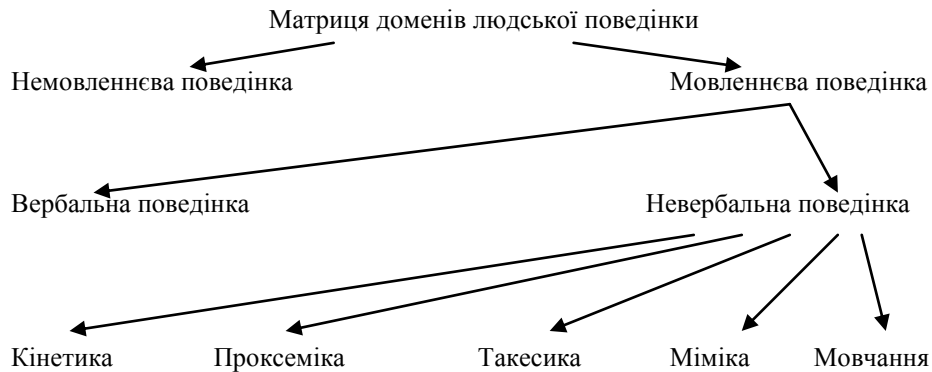 Матриця доменів людської поведінки
Немовленнєва поведінка Мовленнєва поведінка
Вербальна поведінка Невербальна поведінка
Кінетика Проксеміка Такесика Міміка Мовчання